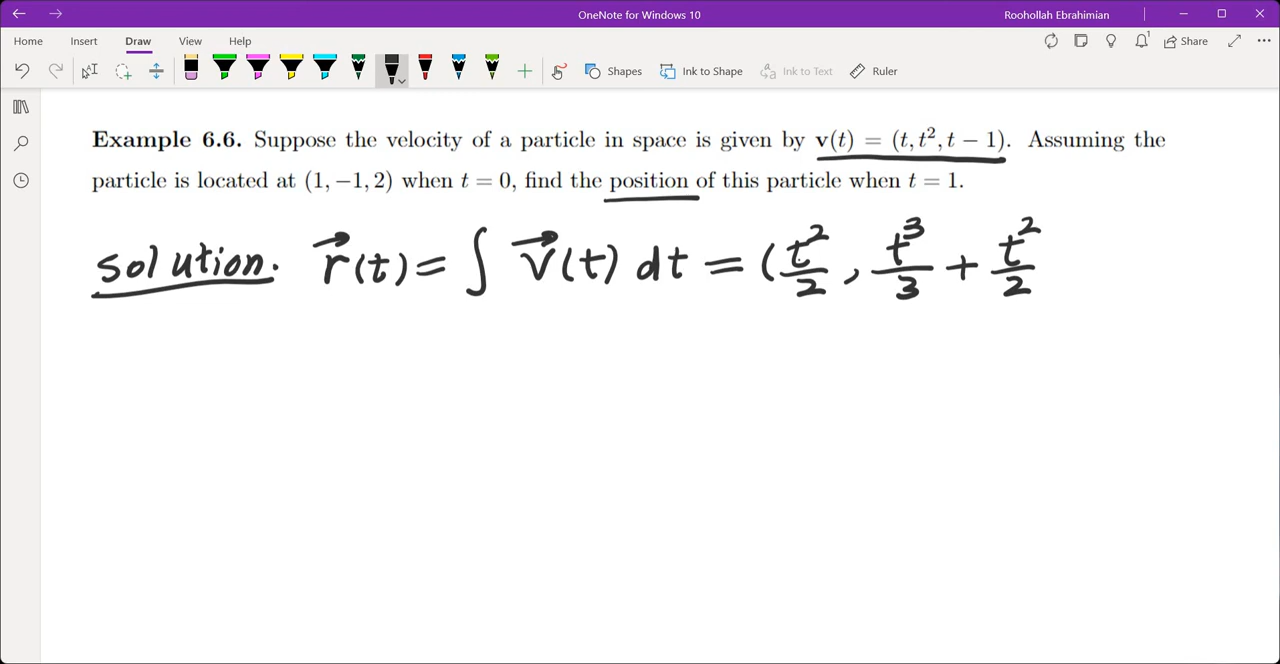 OneNote for Windows 10
Roohollah Ebrahimian
Home Insert Draw View Help
Share
Shapes Ink to Shape Ink to Text Ruler
Example 6.6. Suppose the velocity of a particle in space is given by v(t) = (t, t², t − 1). Assuming the
particle is located at (1, −1, 2) when t = 0, find the position of this particle when t = 1.
solution. r⃗(t) = ∫ v⃗(t) dt = (t²/2, t³/3 + t²/2